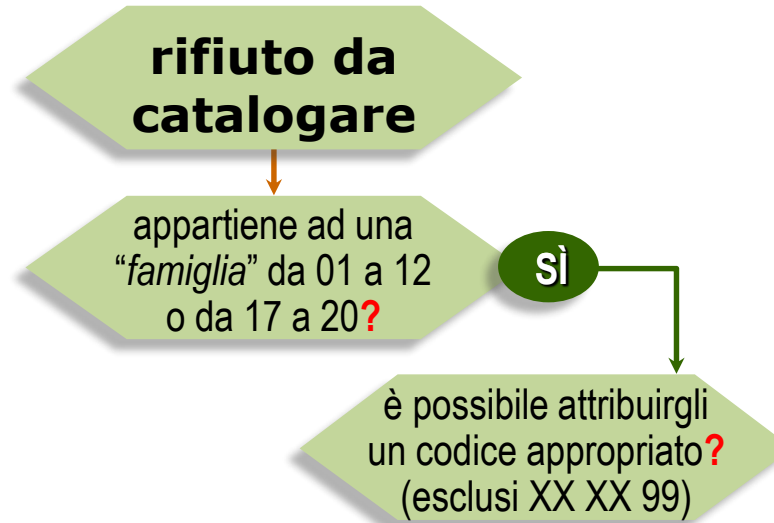 rifiuto da
catalogare
appartiene ad una
“famiglia” da 01 a 12
o da 17 a 20?
SÌ
è possibile attribuirgli
un codice appropriato?
(esclusi XX XX 99)